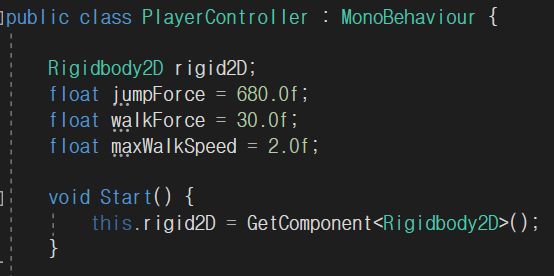 public class PlayerController : MonoBehaviour {
Rigidbody2D rigid2D;
float jumpForce = 680.0f;
float walkForce = 30.0f;
float maxWalkSpeed = 2.0f;
void Start() {
this.rigid2D = GetComponent<Rigidbody2D>();
}